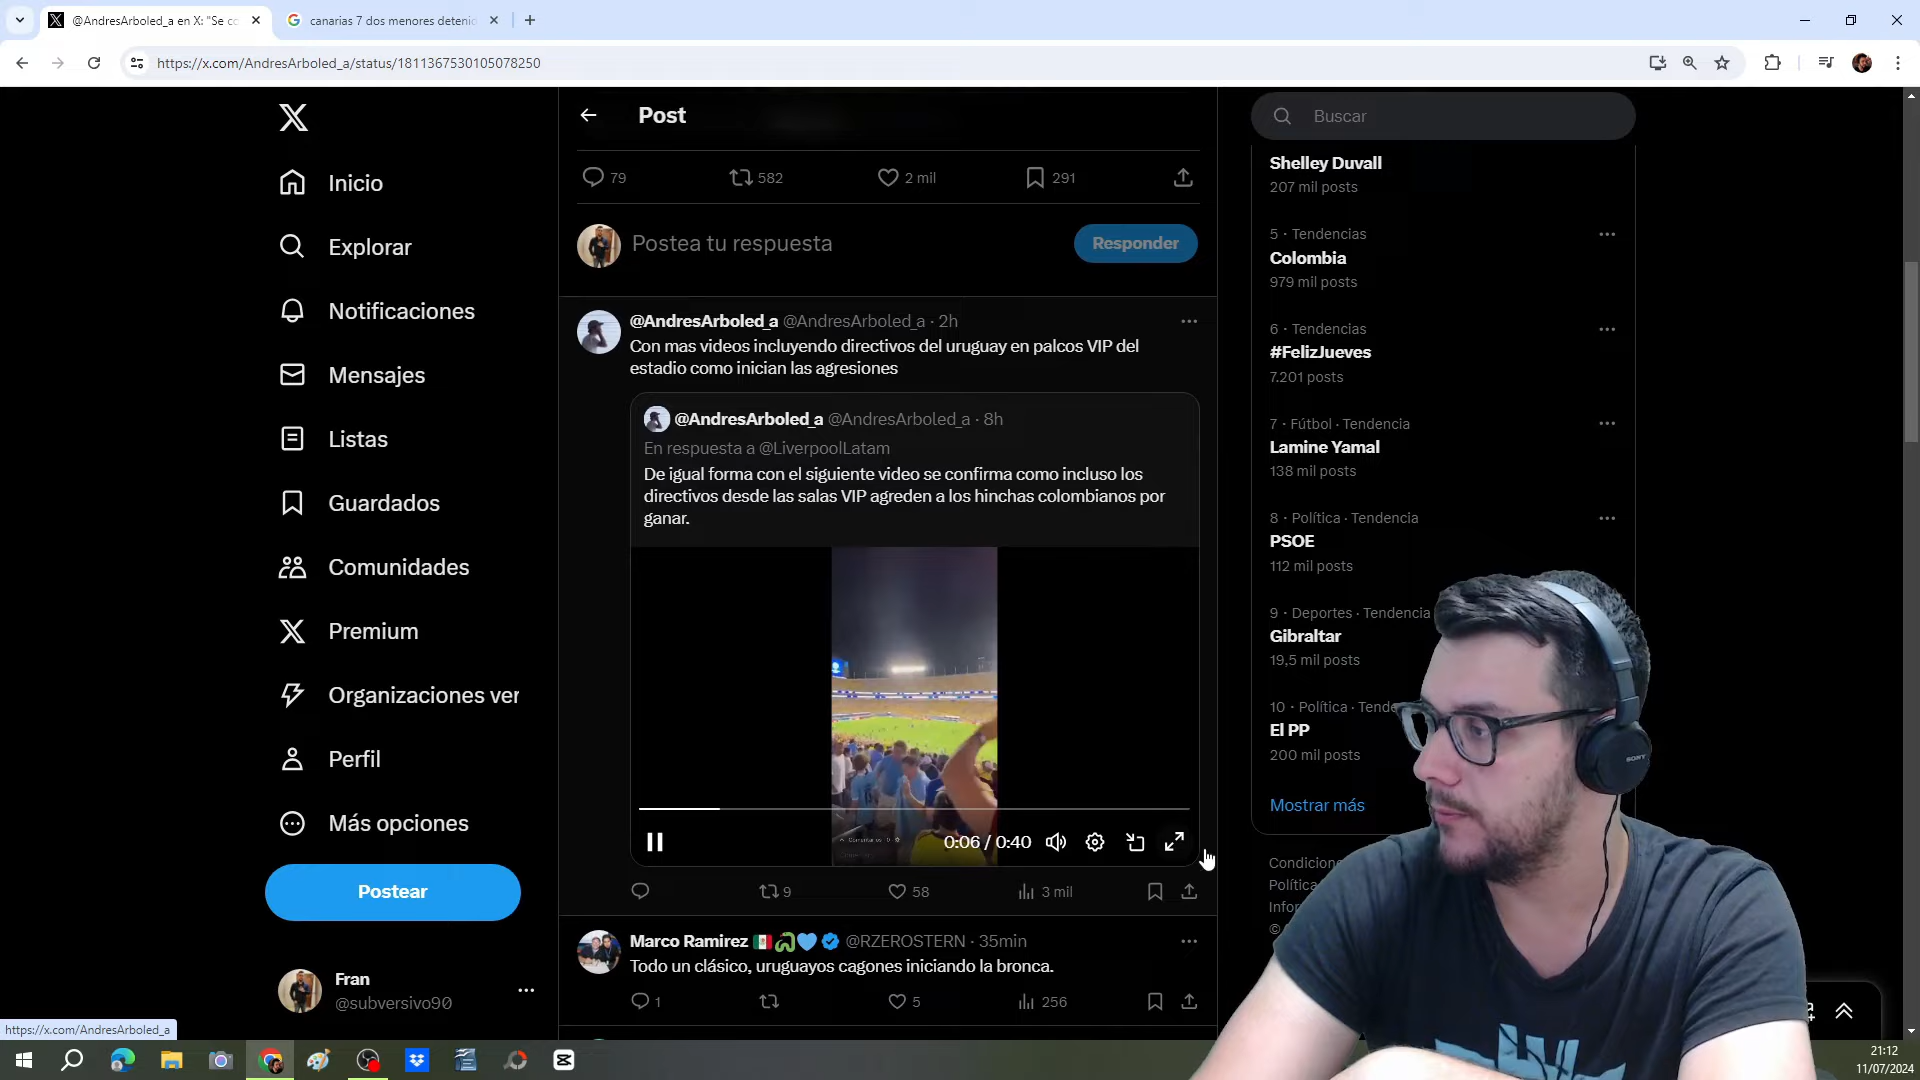 @AndresArboled_a en X: "Se co
canarias 7 dos menores detenio
https://x.com/AndresArboled_a/status/1811367530105078250
Inicio
Explorar
Notificaciones
Mensajes
Listas
Guardados
Comunidades
Premium
Organizaciones ver
Perfil
Más opciones
Postear
Fran
@subversivo90
https://x.com/AndresArboled_a
Post
79
582
2 mil
291
Postea tu respuesta
Responder
@AndresArboled_a @AndresArboled_a · 2h
Con mas videos incluyendo directivos del uruguay en palcos VIP del
estadio como inician las agresiones
@AndresArboled_a @AndresArboled_a · 8h
En respuesta a @LiverpoolLatam
De igual forma con el siguiente video se confirma como incluso los
directivos desde las salas VIP agreden a los hinchas colombianos por
ganar.
0:06 / 0:40
9
58
3 mil
Marco Ramirez @RZEROSTERN · 35min
Todo un clásico, uruguayos cagones iniciando la bronca.
1
5
256
Buscar
Shelley Duvall
207 mil posts
5 · Tendencias
Colombia
979 mil posts
6 · Tendencias
#FelizJueves
7.201 posts
7 · Fútbol · Tendencia
Lamine Yamal
138 mil posts
8 · Política · Tendencia
PSOE
112 mil posts
9 · Deportes · Tendencia
Gibraltar
19,5 mil posts
10 · Política · Tende
El PP
200 mil posts
Mostrar más
Condicione
Política
Infor
©
SONY
21:12
11/07/2024